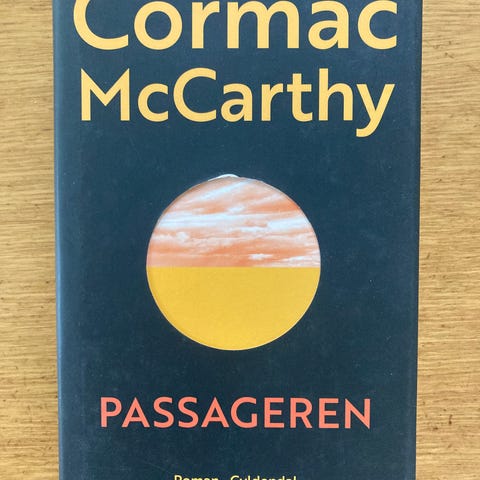 Cormac
McCarthy
PASSAGEREN
Roman · Gyldendal